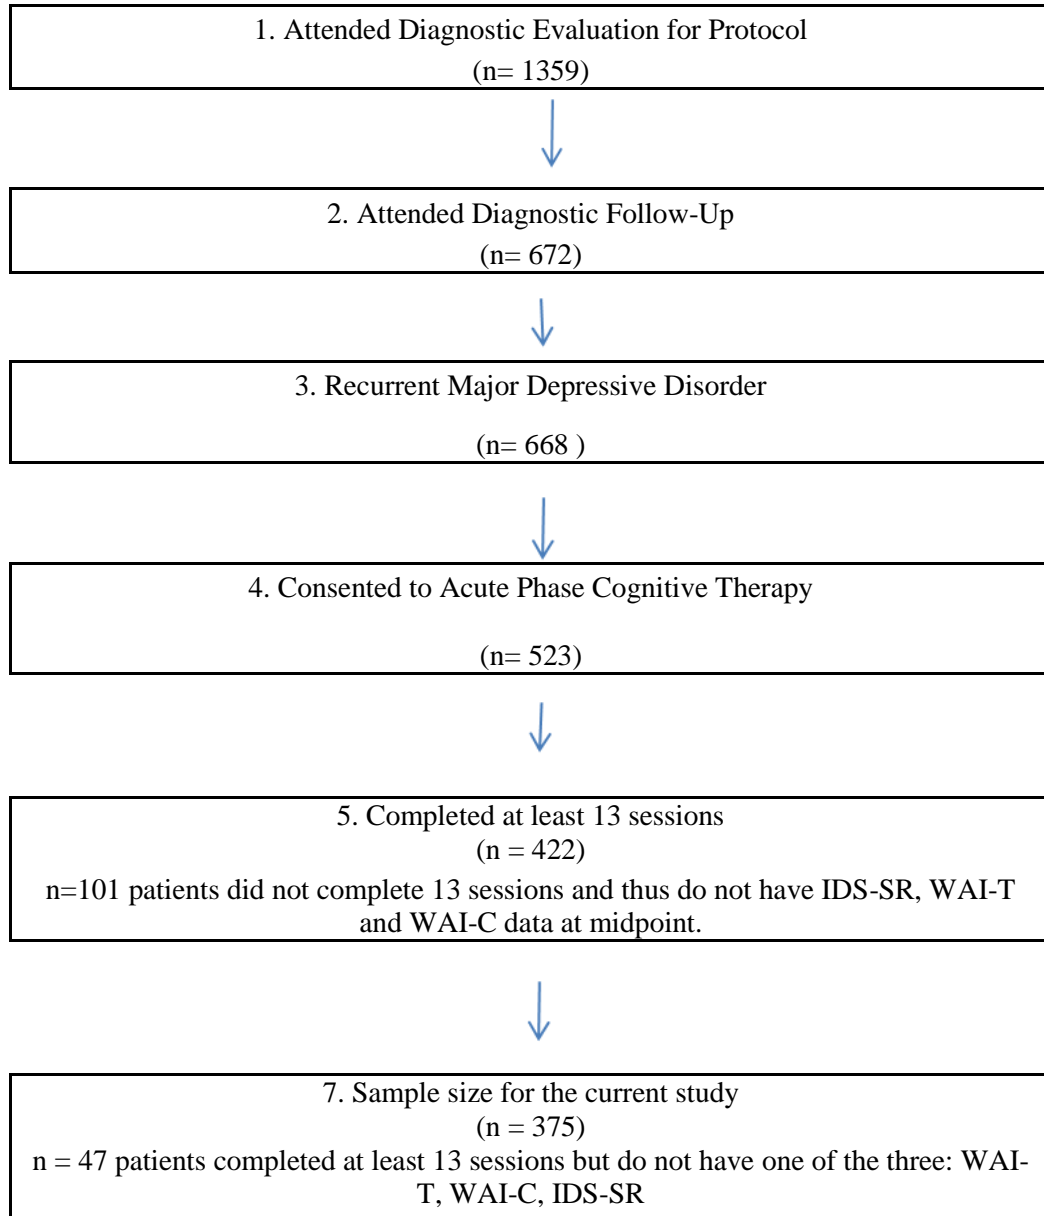 1. Attended Diagnostic Evaluation for Protocol
(n= 1359)
2. Attended Diagnostic Follow-Up
(n= 672)
3. Recurrent Major Depressive Disorder
(n= 668 )
4. Consented to Acute Phase Cognitive Therapy
(n= 523)
5. Completed at least 13 sessions
(n = 422)
n=101 patients did not complete 13 sessions and thus do not have IDS-SR, WAI-T
and WAI-C data at midpoint.
7. Sample size for the current study
(n = 375)
n = 47 patients completed at least 13 sessions but do not have one of the three: WAI-
T, WAI-C, IDS-SR